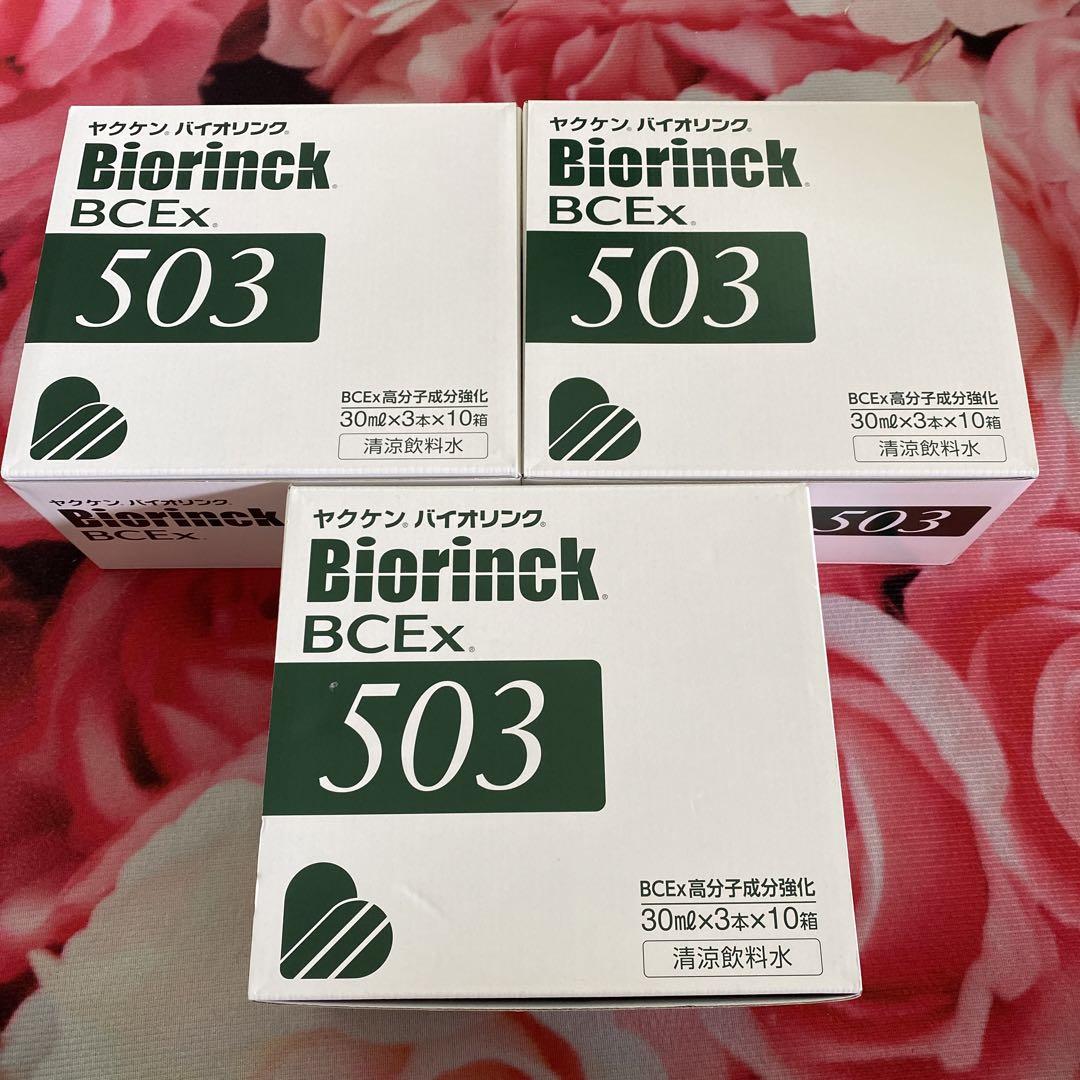 ヤクケン® バイオリンク®
Biorinck®
BCEx®
503
BCEx高分子成分強化
30㎖×3本×10箱
清涼飲料水
ヤクケン® バイオリンク®
Biorinck
BCEx®
ヤクケン® バイオリンク®
Biorinck®
BCEx®
503
BCEx高分子成分強化
30㎖×3本×10箱
清涼飲料水
503
ヤクケン® バイオリンク®
Biorinck®
BCEx®
503
BCEx高分子成分強化
30㎖×3本×10箱
清涼飲料水